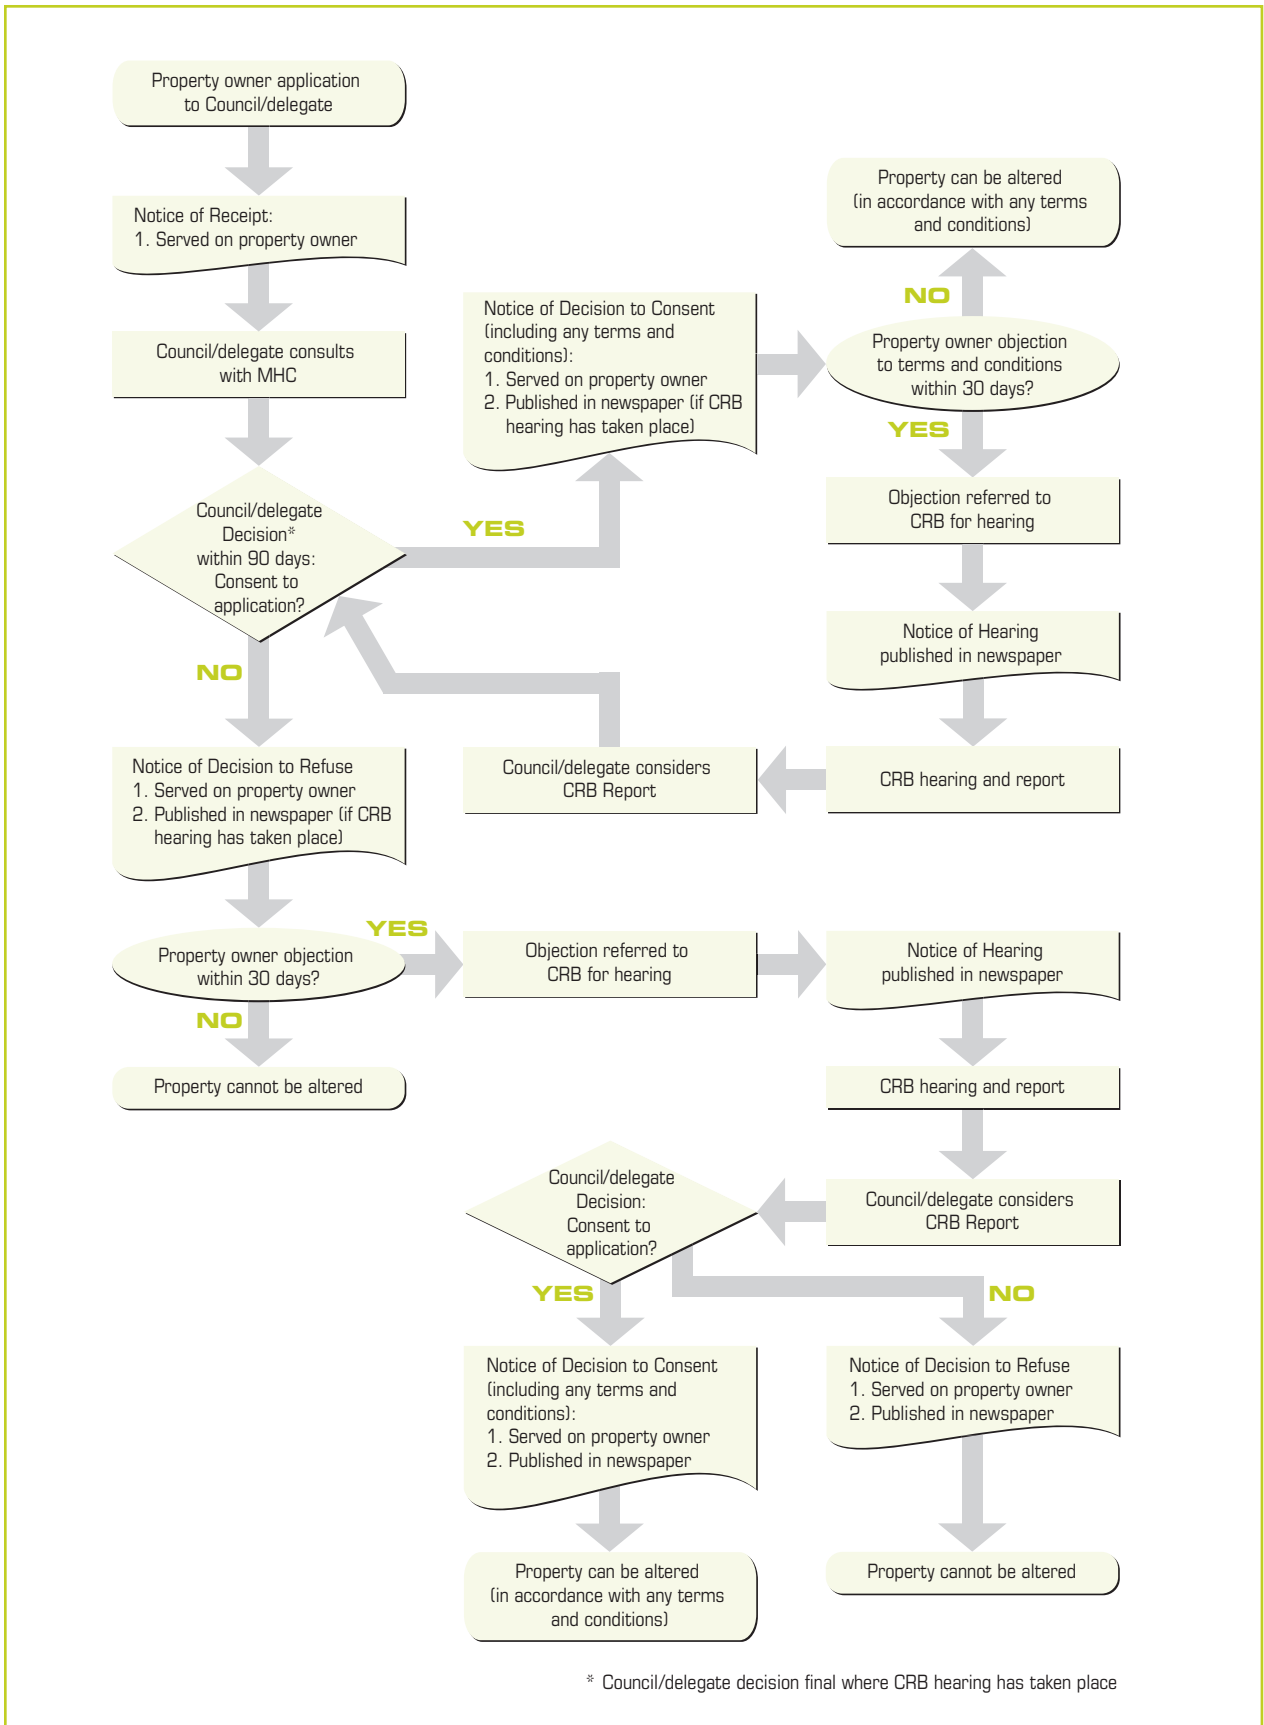 Property owner application
to Council/delegate
Notice of Receipt:
1. Served on property owner
Council/delegate consults
with MHC
Council/delegate
Decision*
within 90 days:
Consent to
application?
YES
NO
Notice of Decision to Consent
(including any terms and
conditions):
1. Served on property owner
2. Published in newspaper (if CRB
hearing has taken place)
Property can be altered
(in accordance with any terms
and conditions)
NO
Property owner objection
to terms and conditions
within 30 days?
YES
Objection referred to
CRB for hearing
Notice of Hearing
published in newspaper
CRB hearing and report
Council/delegate considers
CRB Report
Notice of Decision to Refuse
1. Served on property owner
2. Published in newspaper (if CRB
hearing has taken place)
Property owner objection
within 30 days?
YES
NO
Property cannot be altered
Objection referred to
CRB for hearing
Notice of Hearing
published in newspaper
CRB hearing and report
Council/delegate considers
CRB Report
Council/delegate
Decision:
Consent to
application?
YES
NO
Notice of Decision to Consent
(including any terms and
conditions):
1. Served on property owner
2. Published in newspaper
Notice of Decision to Refuse
1. Served on property owner
2. Published in newspaper
Property can be altered
(in accordance with any terms
and conditions)
Property cannot be altered
* Council/delegate decision final where CRB hearing has taken place